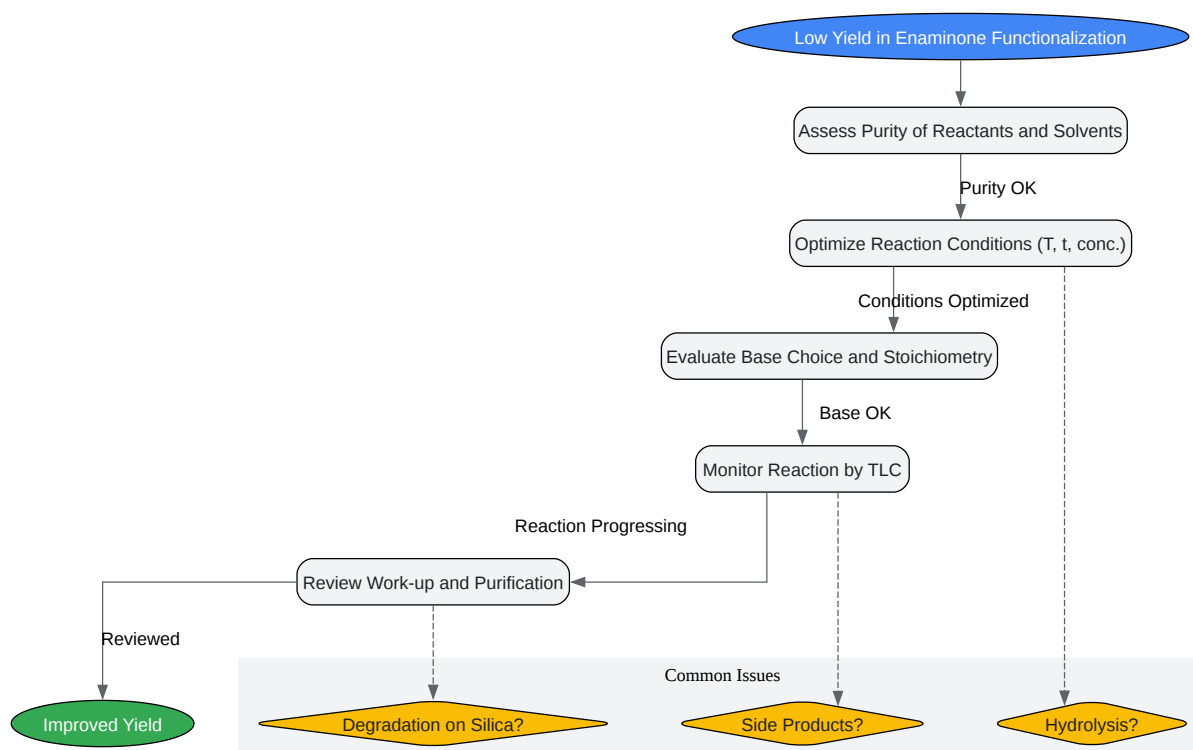 Low Yield in Enaminone Functionalization
Assess Purity of Reactants and Solvents
Purity OK
Optimize Reaction Conditions (T, t, conc.)
Conditions Optimized
Evaluate Base Choice and Stoichiometry
Base OK
Monitor Reaction by TLC
Reaction Progressing
Review Work-up and Purification
Reviewed
Common Issues
Improved Yield
Degradation on Silica?
Side Products?
Hydrolysis?